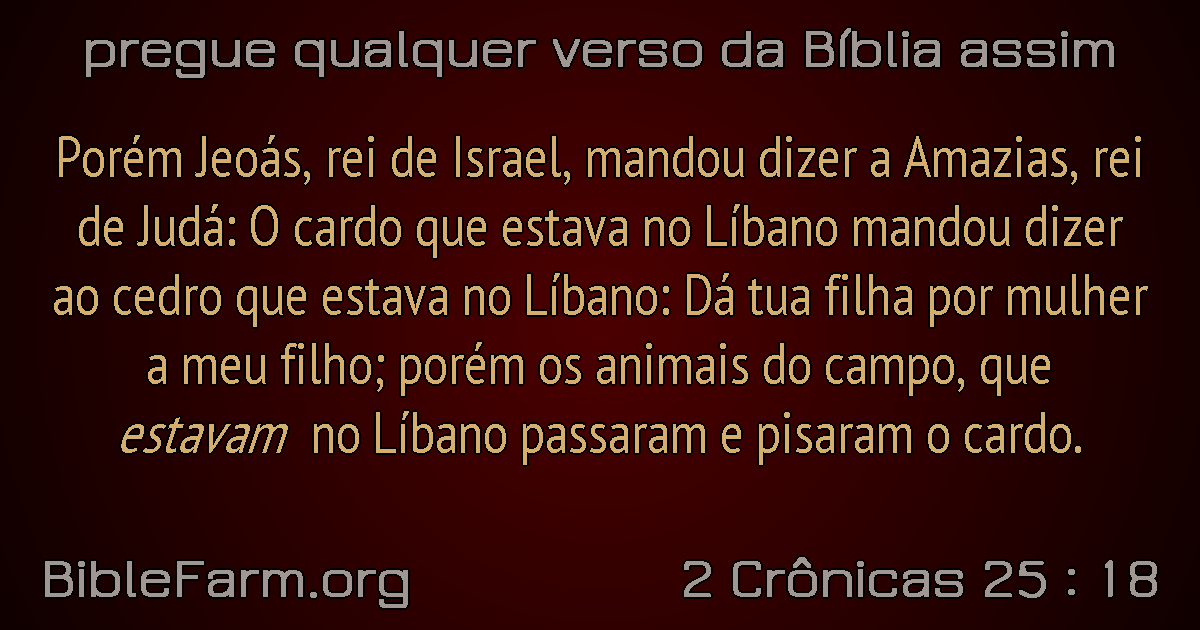 pregue qualquer verso da Bíblia assim
Porém Jeoás, rei de Israel, mandou dizer a Amazias, rei
de Judá: O cardo que estava no Líbano mandou dizer
ao cedro que estava no Líbano: Dá tua filha por mulher
a meu filho; porém os animais do campo, que
estavam no Líbano passaram e pisaram o cardo.
BibleFarm.org
2 Crônicas 25 : 18